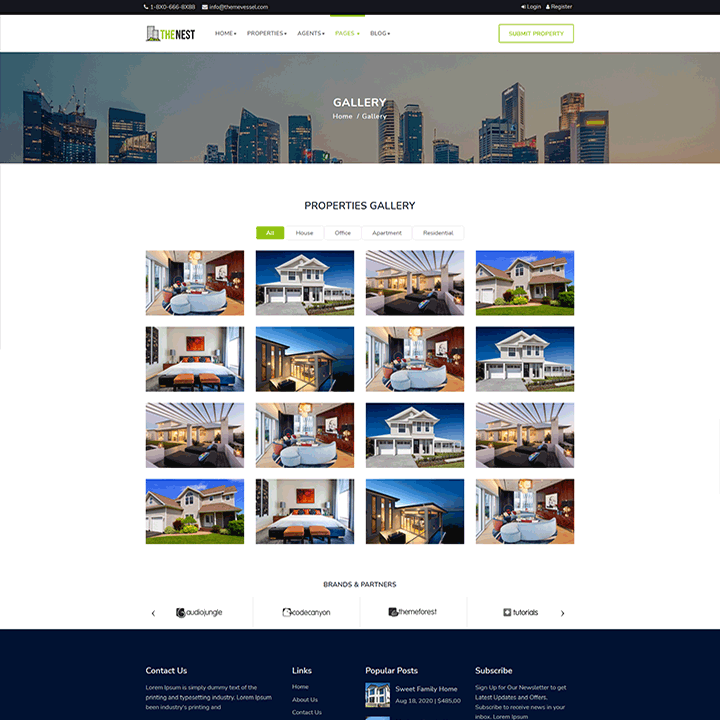 1-8X0-666-8X88 info@themevessel.com Login Register
THENEST HOME PROPERTIES AGENTS PAGES BLOG SUBMIT PROPERTY
GALLERY
Home / Gallery
PROPERTIES GALLERY
All House Office Apartment Residential
BRANDS & PARTNERS
audiojungle codecanyon themeforest tutorials
Contact Us Links Popular Posts Subscribe
Lorem Ipsum is simply dummy text of the
printing and typesetting industry. Lorem Ipsum
been industry's printing and
Home
About Us
Contact Us
Sweet Family Home
Aug 18, 2020 | $485,00
Sign Up for Our Newsletter to get
Latest Updates and Offers.
Subscribe to receive news in your
inbox. Lorem Ipsum